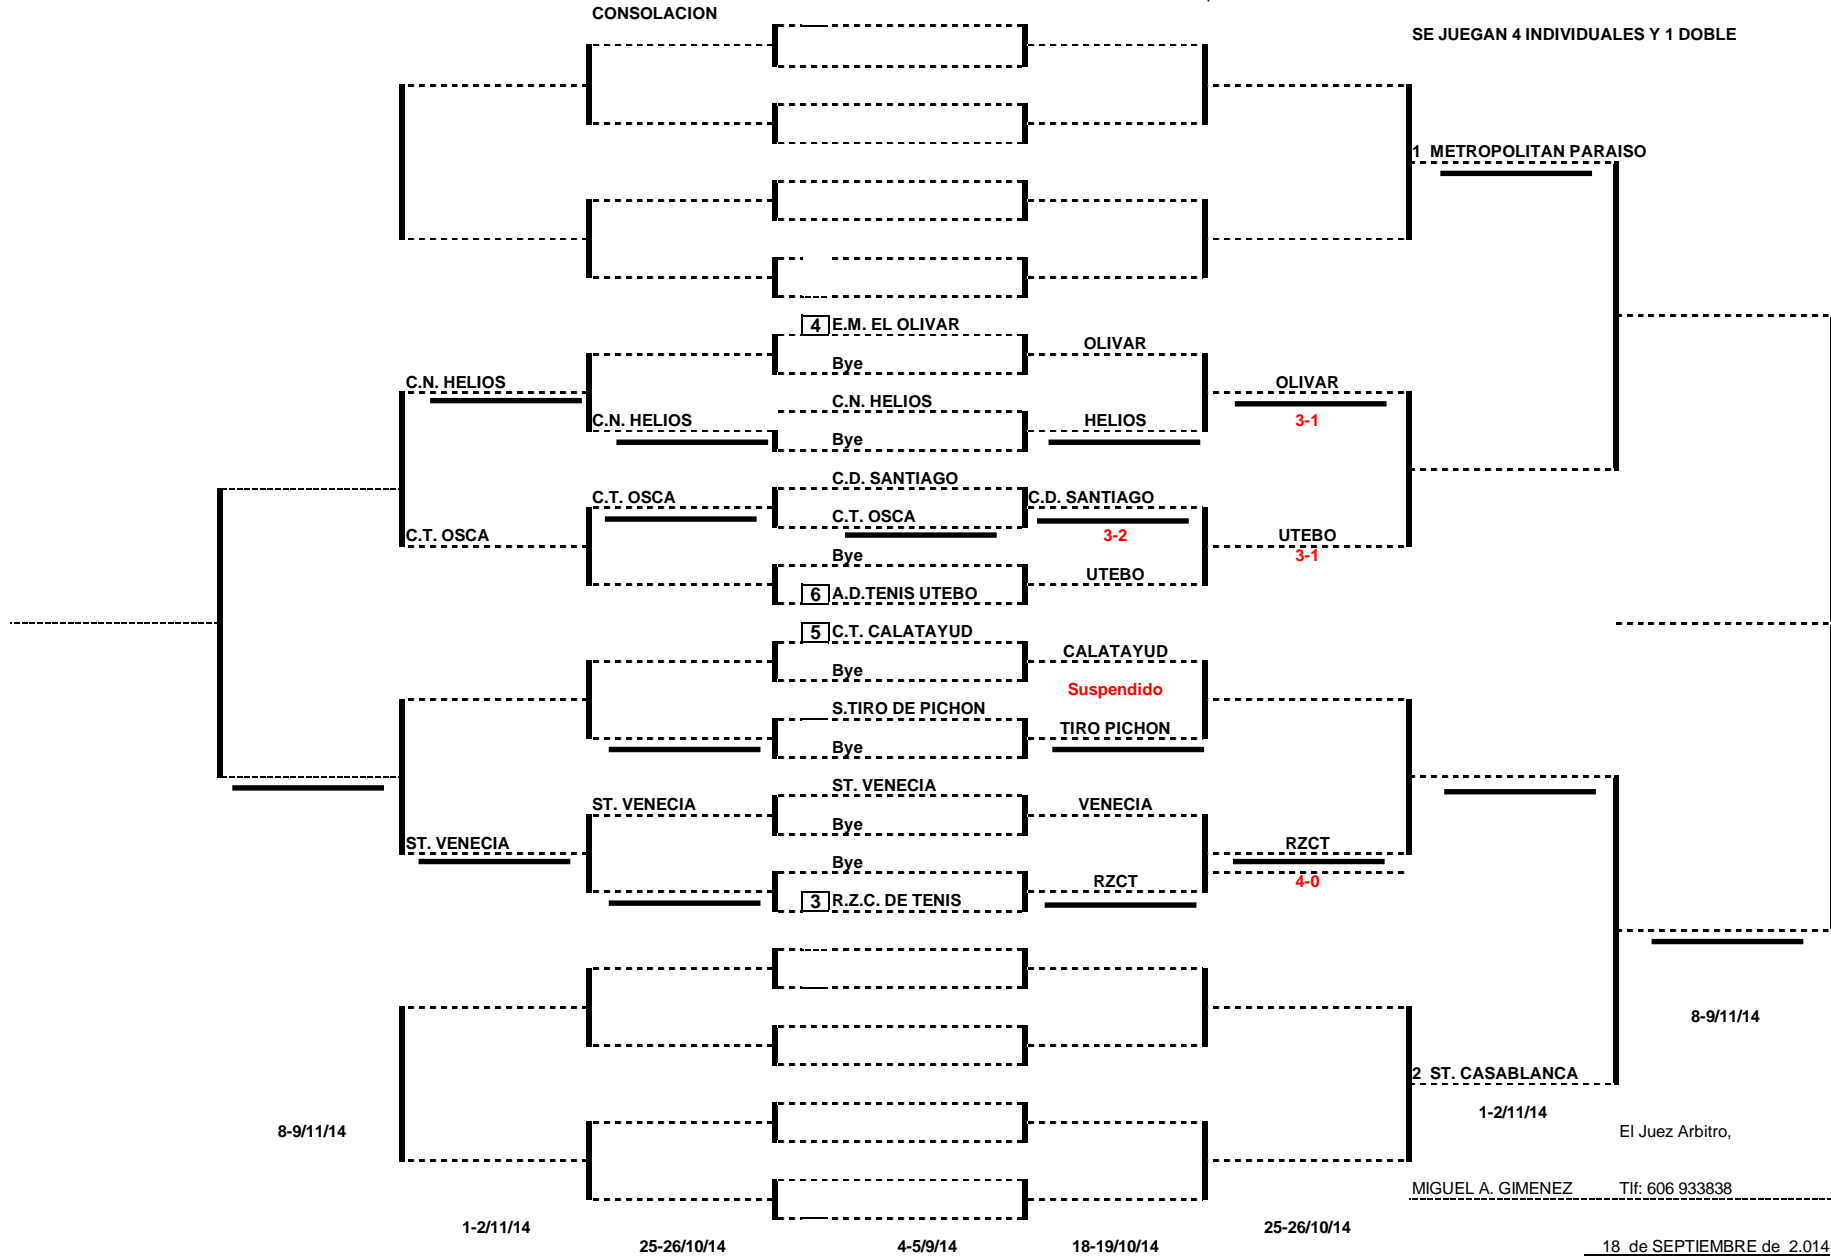 CONSOLACION
SE JUEGAN 4 INDIVIDUALES Y 1 DOBLE
1 METROPOLITAN PARAISO
4 E.M. EL OLIVAR
OLIVAR
Bye
C.N. HELIOS
OLIVAR
C.N. HELIOS
C.N. HELIOS
HELIOS
3-1
Bye
C.D. SANTIAGO
C.T. OSCA
C.D. SANTIAGO
C.T. OSCA
C.T. OSCA
3-2
UTEBO
Bye
3-1
UTEBO
6 A.D.TENIS UTEBO
5 C.T. CALATAYUD
CALATAYUD
Bye
Suspendido
S.TIRO DE PICHON
TIRO PICHON
Bye
ST. VENECIA
ST. VENECIA
VENECIA
Bye
ST. VENECIA
RZCT
Bye
RZCT
4-0
3 R.Z.C. DE TENIS
8-9/11/14
2 ST. CASABLANCA
1-2/11/14
8-9/11/14
El Juez Arbitro,
MIGUEL A. GIMENEZ Tlf: 606 933838
1-2/11/14
25-26/10/14
25-26/10/14
4-5/9/14
18-19/10/14
18 de SEPTIEMBRE de 2.014